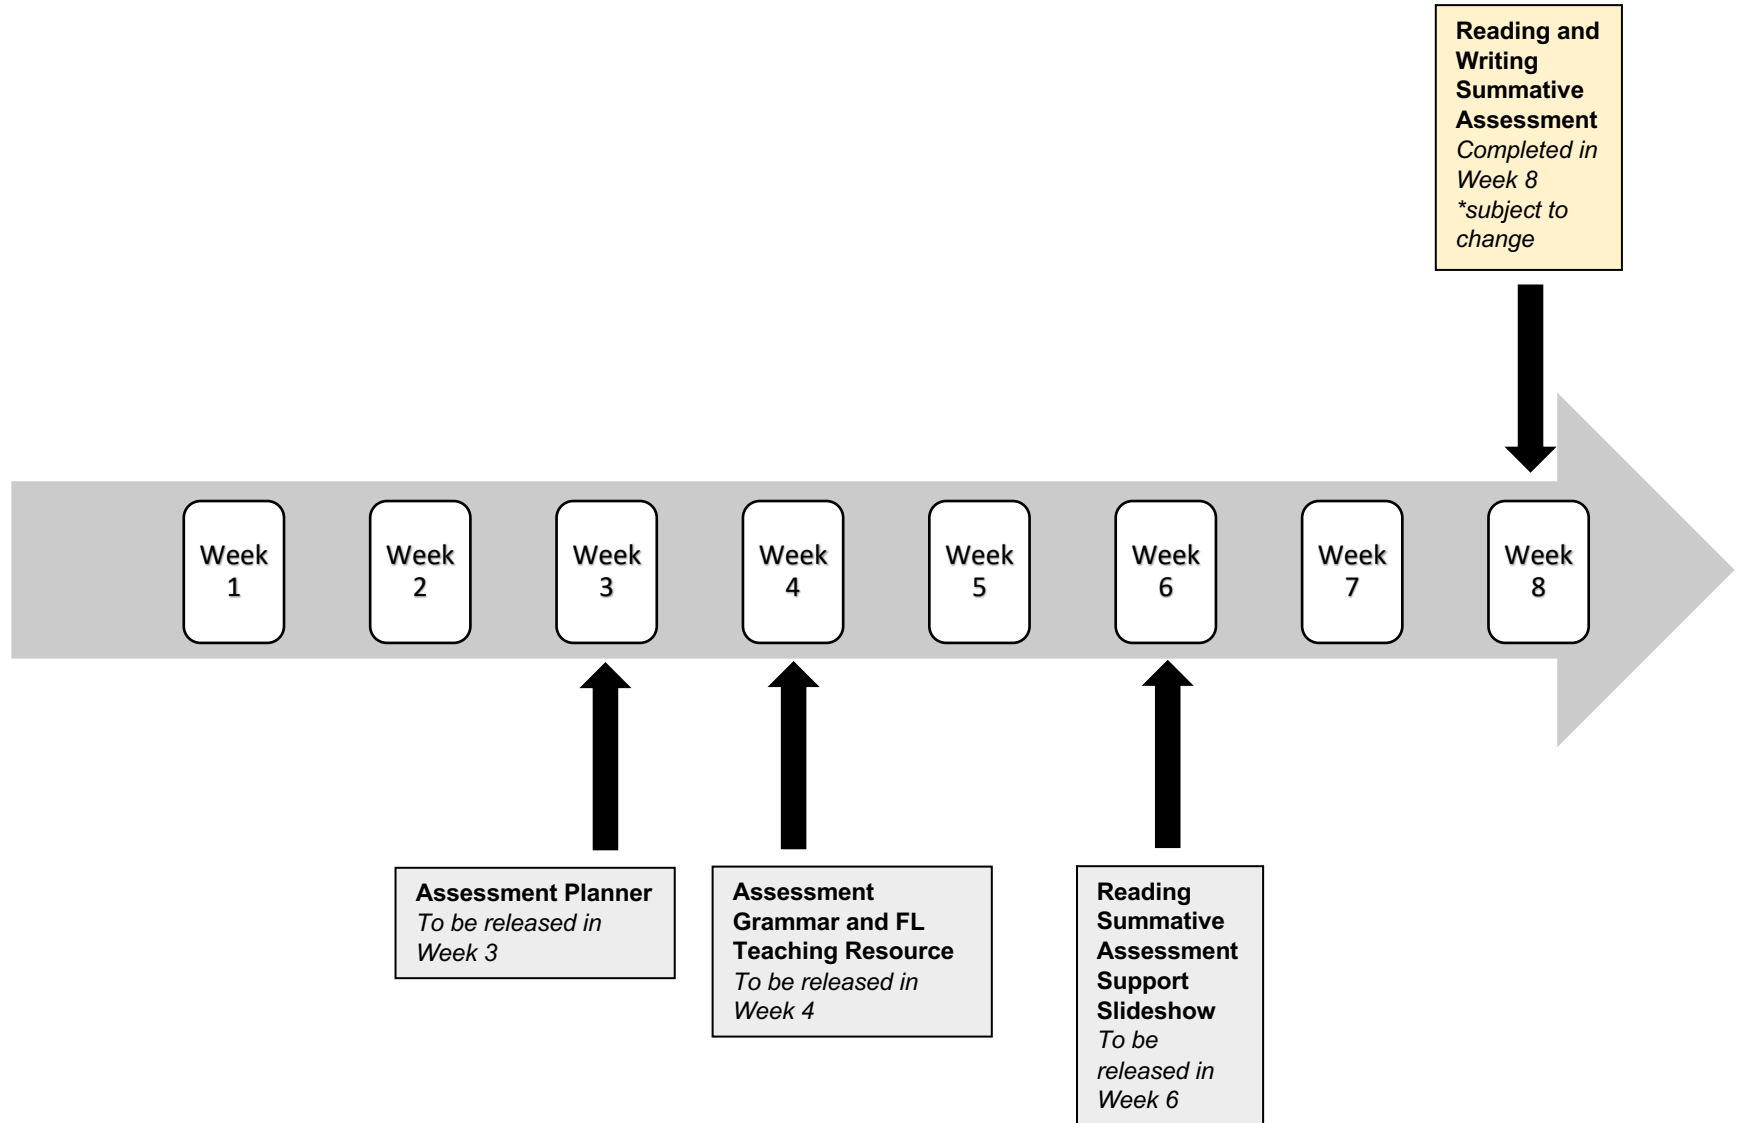 Reading and
Writing
Summative
Assessment
Completed in
Week 8
*subject to
change
Week
1
Week
2
Week
3
Week
4
Week
5
Week
6
Week
7
Week
8
Assessment Planner
To be released in
Week 3
Assessment
Grammar and FL
Teaching Resource
To be released in
Week 4
Reading
Summative
Assessment
Support
Slideshow
To be
released in
Week 6